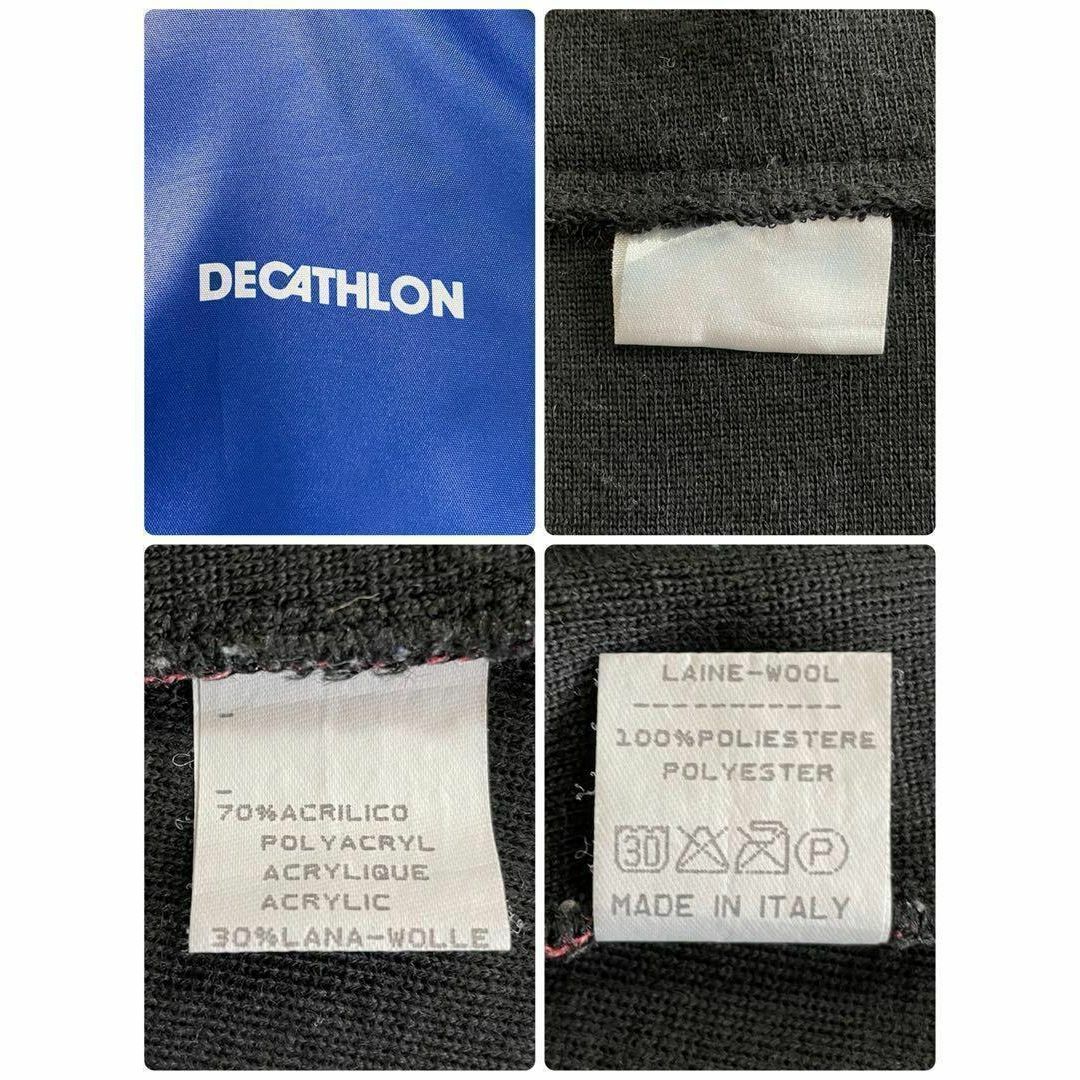 DECATHLON
70%ACRILICO
POLYACRYL
ACRYLIQUE
ACRYLIC
30%LANA-WOLLE
LAINE-WOOL
100%POLIESTERE
POLYESTER
30 P
MADE IN ITALY